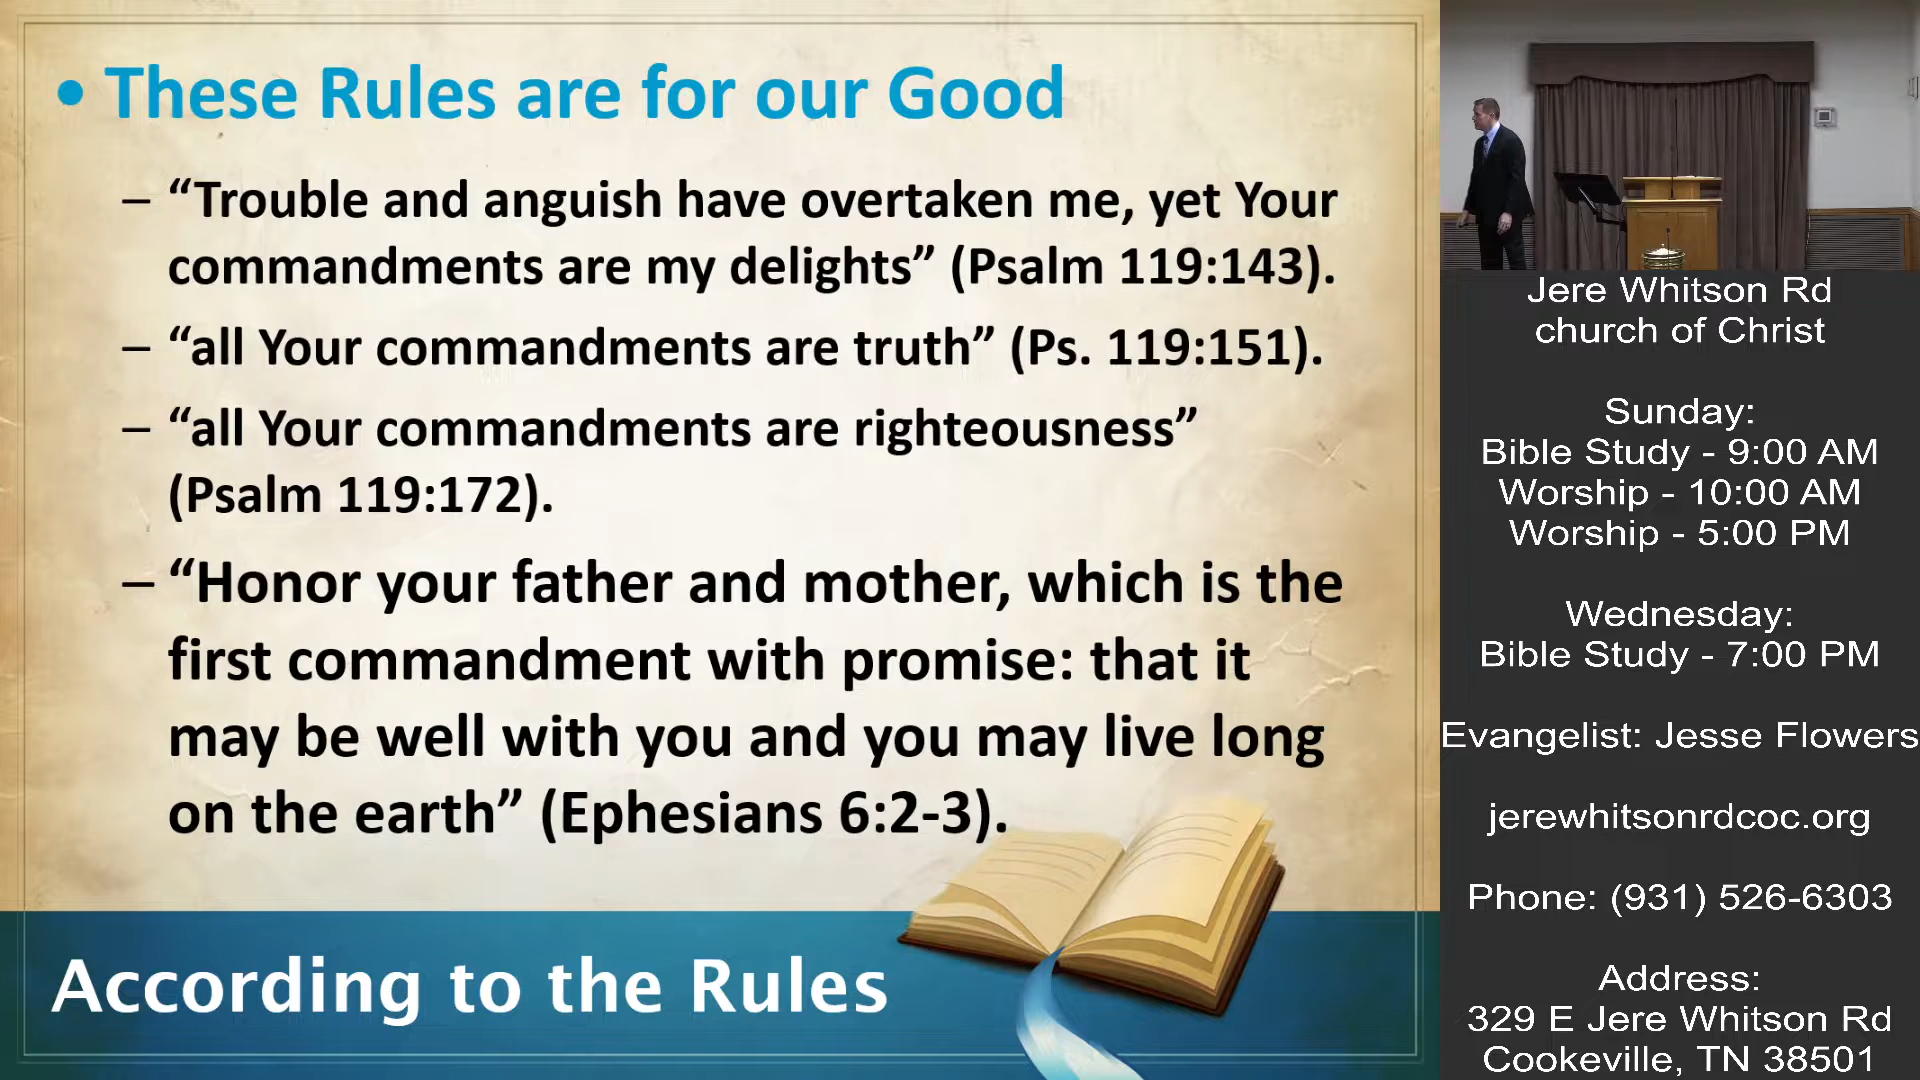 • These Rules are for our Good
– “Trouble and anguish have overtaken me, yet Your
commandments are my delights” (Psalm 119:143).
– “all Your commandments are truth” (Ps. 119:151).
– “all Your commandments are righteousness”
(Psalm 119:172).
– “Honor your father and mother, which is the
first commandment with promise: that it
may be well with you and you may live long
on the earth” (Ephesians 6:2-3).
According to the Rules
Jere Whitson Rd
church of Christ
Sunday:
Bible Study - 9:00 AM
Worship - 10:00 AM
Worship - 5:00 PM
Wednesday:
Bible Study - 7:00 PM
Evangelist: Jesse Flowers
jerewhitsonrdcoc.org
Phone: (931) 526-6303
Address:
329 E Jere Whitson Rd
Cookeville, TN 38501